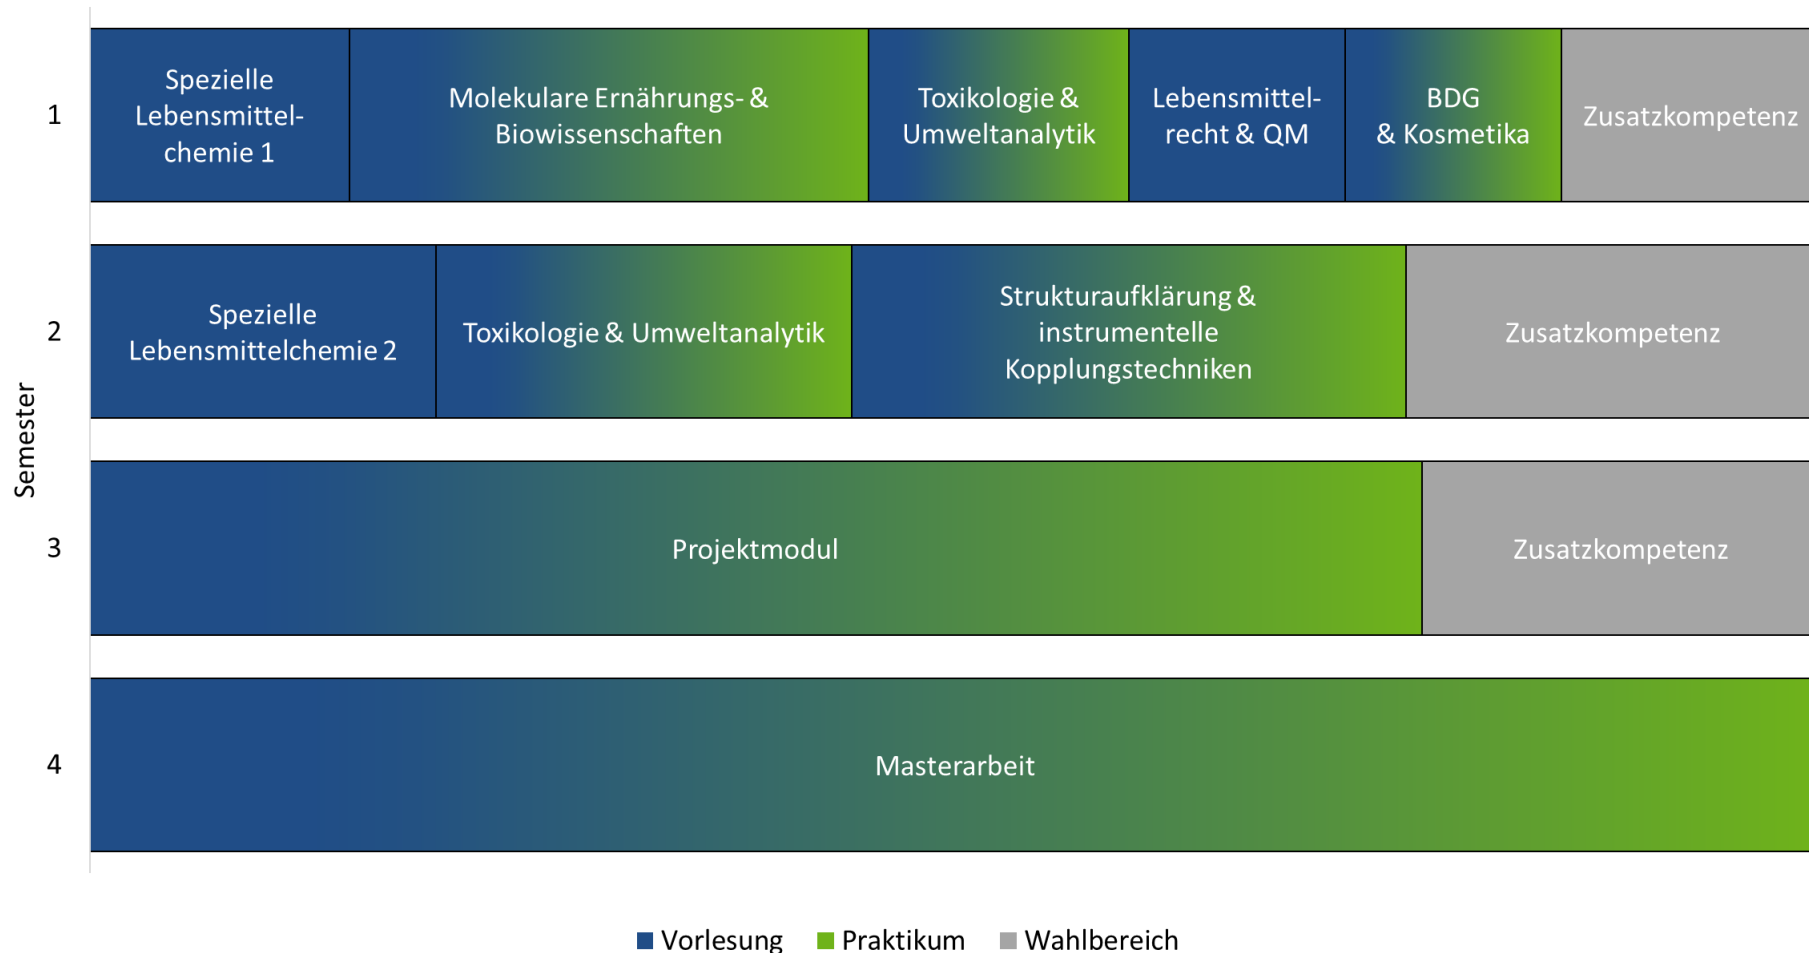 Semester
1
Spezielle
Lebensmittel-
chemie 1
Molekulare Ernährungs- &
Biowissenschaften
Toxikologie &
Umweltanalytik
Lebensmittel-
recht & QM
BDG
& Kosmetika
Zusatzkompetenz
2
Spezielle
Lebensmittelchemie 2
Toxikologie & Umweltanalytik
Strukturaufklärung &
instrumentelle
Kopplungstechniken
Zusatzkompetenz
3
Projektmodul
Zusatzkompetenz
4
Masterarbeit
Vorlesung
Praktikum
Wahlbereich